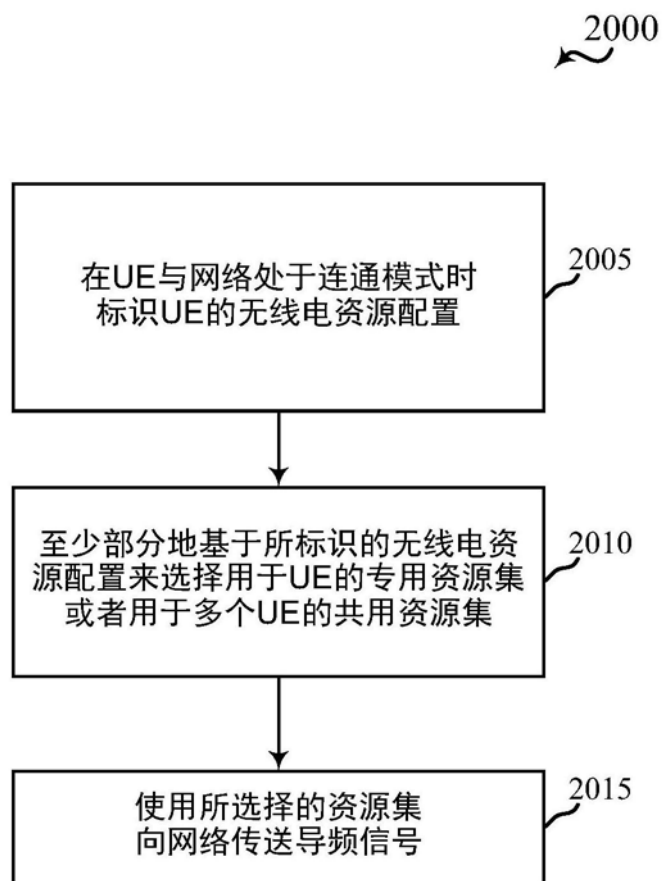 2000
在UE与网络处于连通模式时
标识UE的无线电资源配置
2005
至少部分地基于所标识的无线电资
源配置来选择用于UE的专用资源集
或者用于多个UE的共用资源集
2010
使用所选择的资源集
向网络传送导频信号
2015